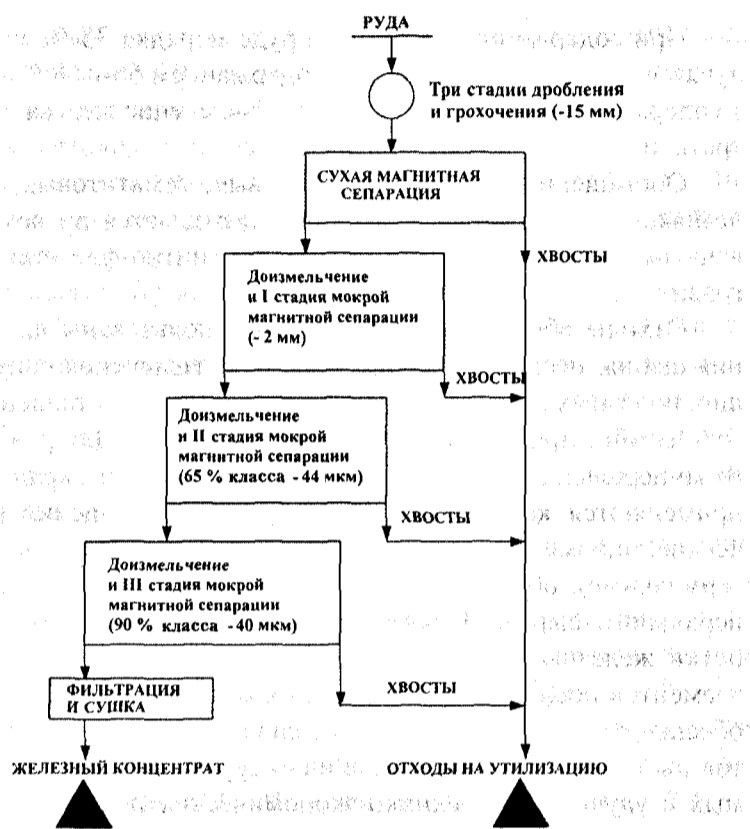 РУДА
Три стадии дробления
и грохочения (-15 мм)
СУХАЯ МАГНИТНАЯ
СЕПАРАЦИЯ
ХВОСТЫ
Доизмельчение
и I стадия мокрой
магнитной сепарации
(- 2 мм)
ХВОСТЫ
Доизмельчение
и II стадия мокрой
магнитной сепарации
(65 % класса - 44 мкм)
ХВОСТЫ
Доизмельчение
и III стадия мокрой
магнитной сепарации
(90 % класса -40 мкм)
ХВОСТЫ
ФИЛЬТРАЦИЯ
И СУШКА
ЖЕЛЕЗНЫЙ КОНЦЕНТРАТ
ОТХОДЫ НА УТИЛИЗАЦИЮ